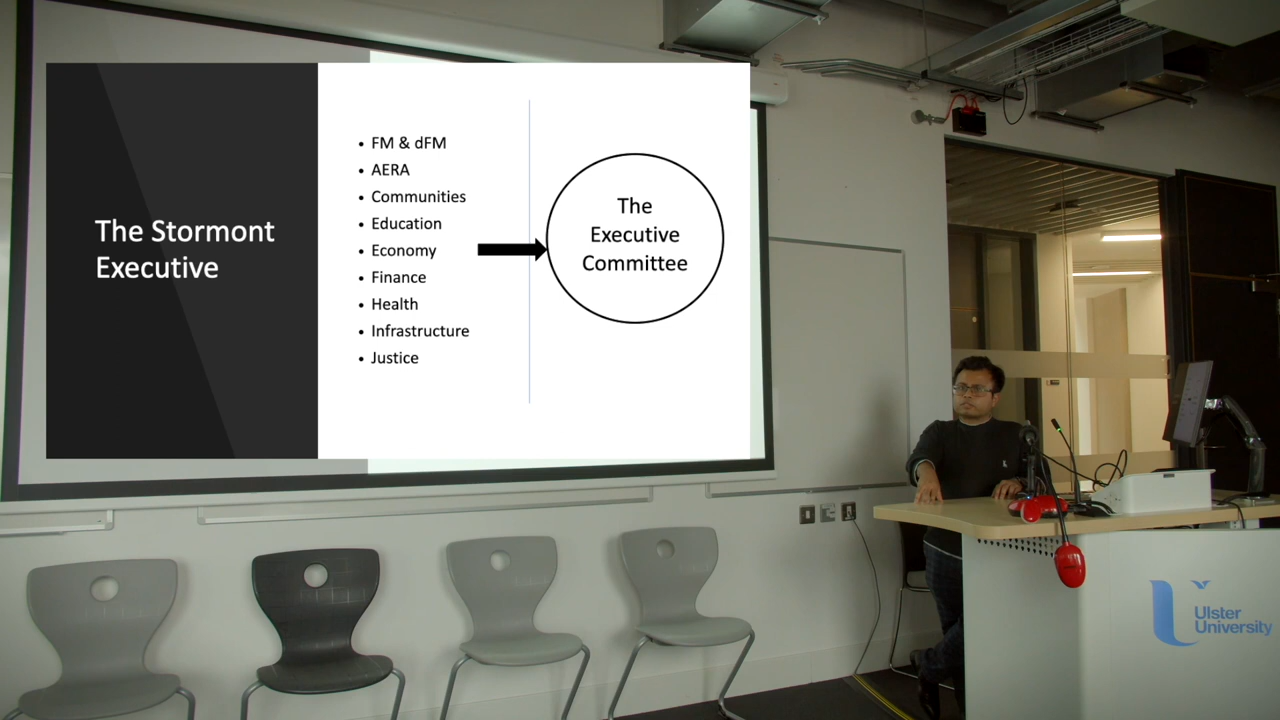 The Stormont
Executive
• FM & dFM
• AERA
• Communities
• Education
• Economy
• Finance
• Health
• Infrastructure
• Justice
The
Executive
Committee
Ulster
University